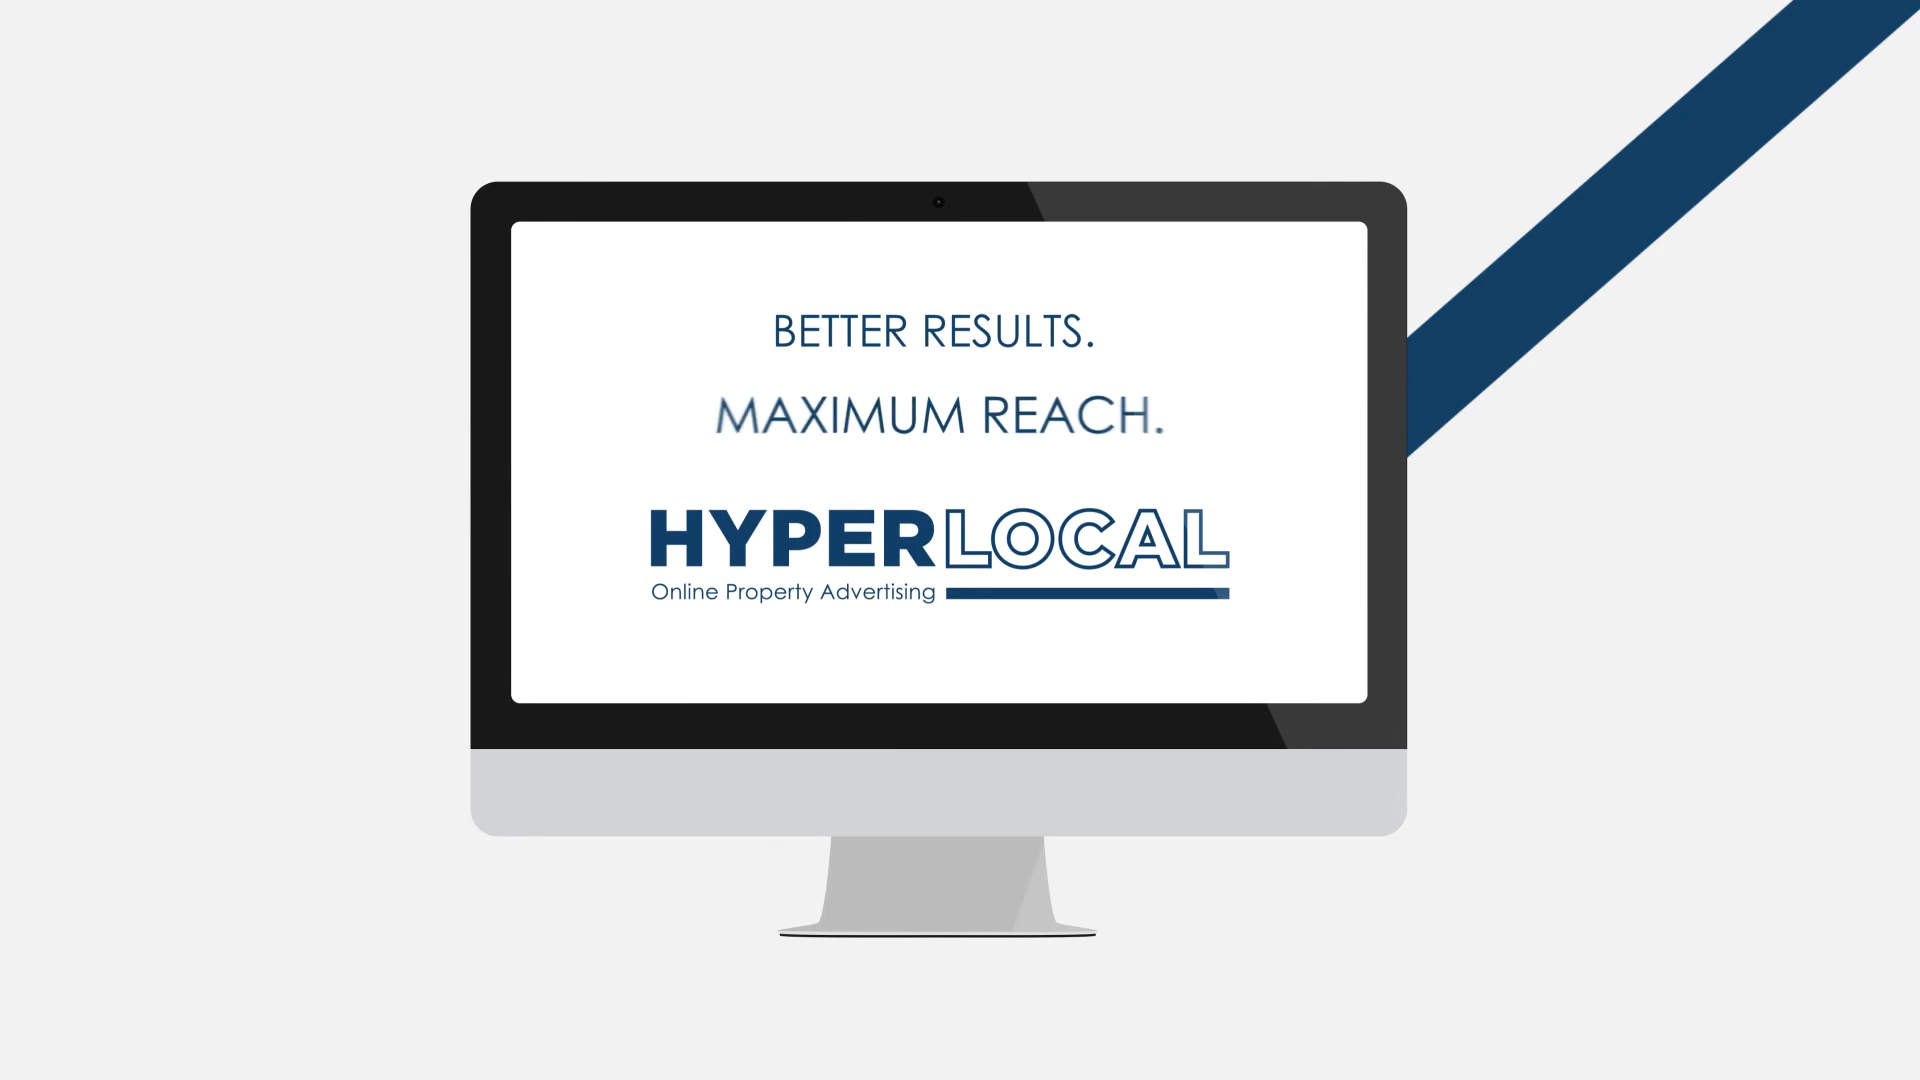 BETTER RESULTS.
MAXIMUM REACH.
HYPERLOCAL
Online Property Advertising